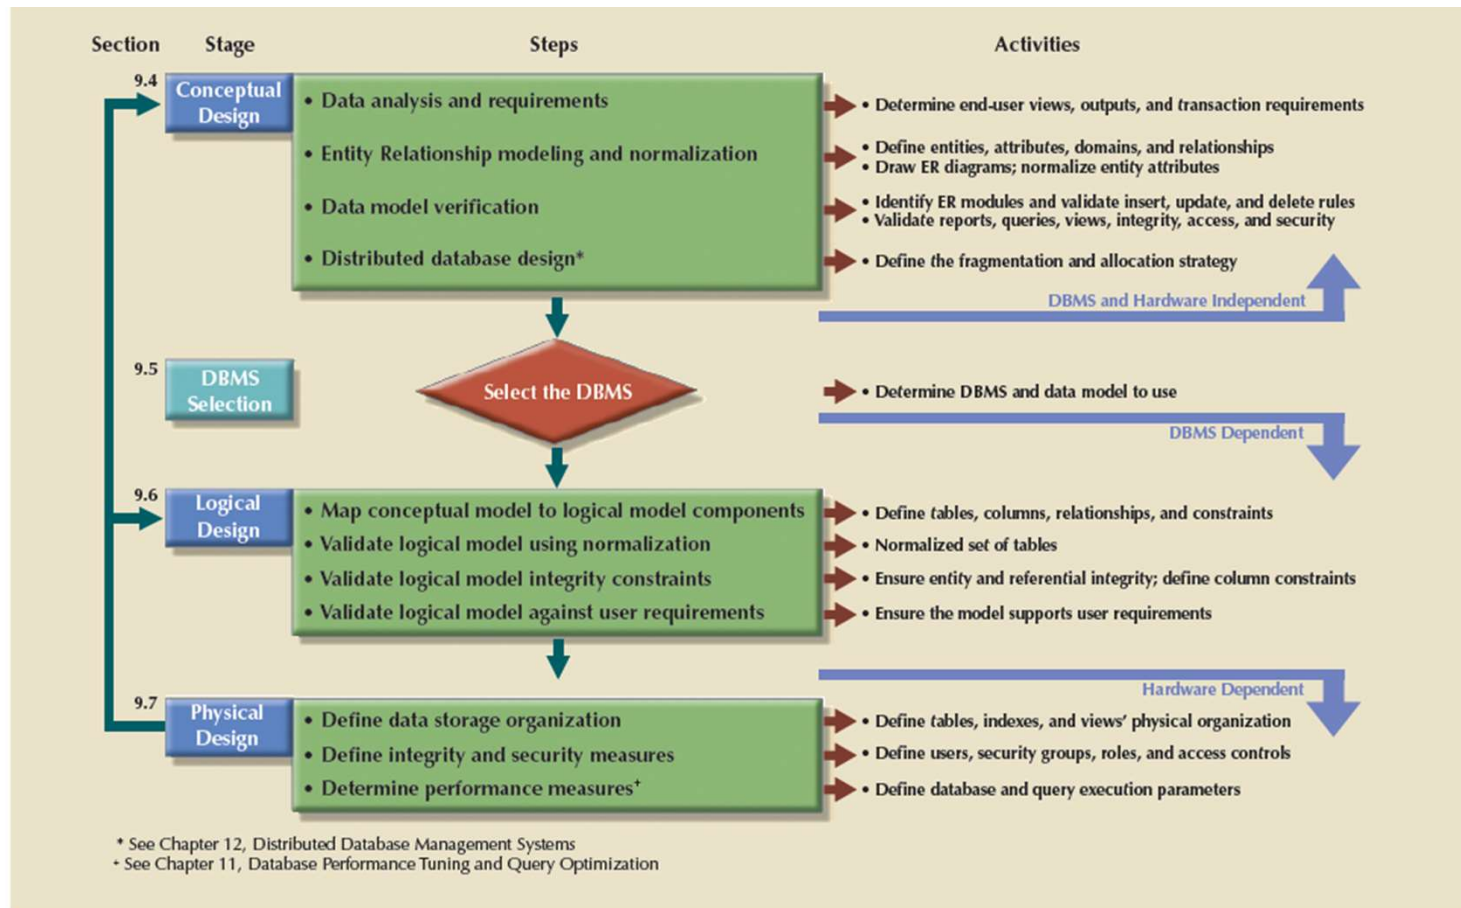 Section Stage Steps Activities
9.4
Conceptual
Design
• Data analysis and requirements
• Determine end-user views, outputs, and transaction requirements
• Entity Relationship modeling and normalization
• Define entities, attributes, domains, and relationships
• Draw ER diagrams; normalize entity attributes
• Data model verification
• Identify ER modules and validate insert, update, and delete rules
• Validate reports, queries, views, integrity, access, and security
• Distributed database design*
• Define the fragmentation and allocation strategy
DBMS and Hardware Independent
9.5
DBMS
Selection
Select the DBMS
• Determine DBMS and data model to use
DBMS Dependent
9.6
Logical
Design
• Map conceptual model to logical model components
• Define tables, columns, relationships, and constraints
• Validate logical model using normalization
• Normalized set of tables
• Validate logical model integrity constraints
• Ensure entity and referential integrity; define column constraints
• Validate logical model against user requirements
• Ensure the model supports user requirements
Hardware Dependent
9.7
Physical
Design
• Define data storage organization
• Define tables, indexes, and views’ physical organization
• Define integrity and security measures
• Define users, security groups, roles, and access controls
• Determine performance measures+
• Define database and query execution parameters
* See Chapter 12, Distributed Database Management Systems
+ See Chapter 11, Database Performance Tuning and Query Optimization